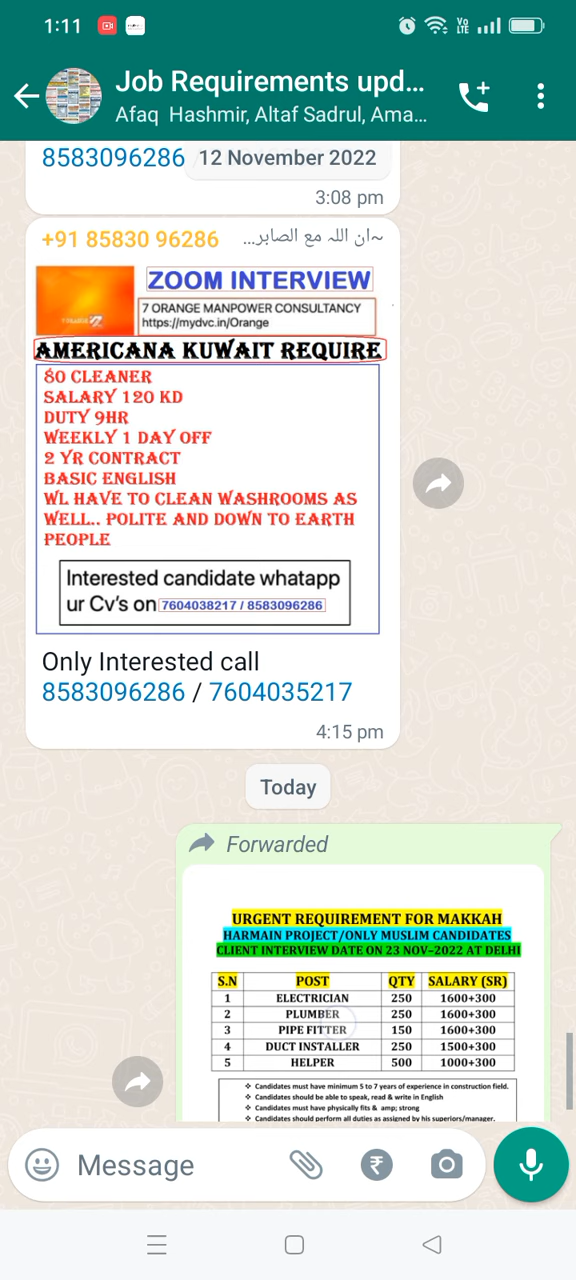 1:11
Vo LTE
Job Requirements upd...
Afaq Hashmir, Altaf Sadrul, Ama...
8583096286
12 November 2022
3:08 pm
+91 85830 96286 ~ان اللہ مع الصابر...
ZOOM INTERVIEW
7 ORANGE MANPOWER CONSULTANCY
https://mydvc.in/Orange
AMERICANA KUWAIT REQUIRE
80 CLEANER
SALARY 120 KD
DUTY 9HR
WEEKLY 1 DAY OFF
2 YR CONTRACT
BASIC ENGLISH
WL HAVE TO CLEAN WASHROOMS AS
WELL.. POLITE AND DOWN TO EARTH
PEOPLE
Interested candidate whatapp
ur Cv's on 7604038217 / 8583096286
Only Interested call
8583096286 / 7604035217
4:15 pm
Today
Forwarded
URGENT REQUIREMENT FOR MAKKAH
HARMAIN PROJECT/ONLY MUSLIM CANDIDATES
CLIENT INTERVIEW DATE ON 23 NOV-2022 AT DELHI
S.N POST QTY SALARY (SR)
1 ELECTRICIAN 250 1600+300
2 PLUMBER 250 1600+300
3 PIPE FITTER 150 1600+300
4 DUCT INSTALLER 250 1500+300
5 HELPER 500 1000+300
❖ Candidates must have minimum 5 to 7 years of experience in construction field.
❖ Candidates should be able to speak, read & write in English
❖ Candidates must have physically fits & amp; strong
❖ Candidates should perform all duties as assigned by his superiors/manager.
Message